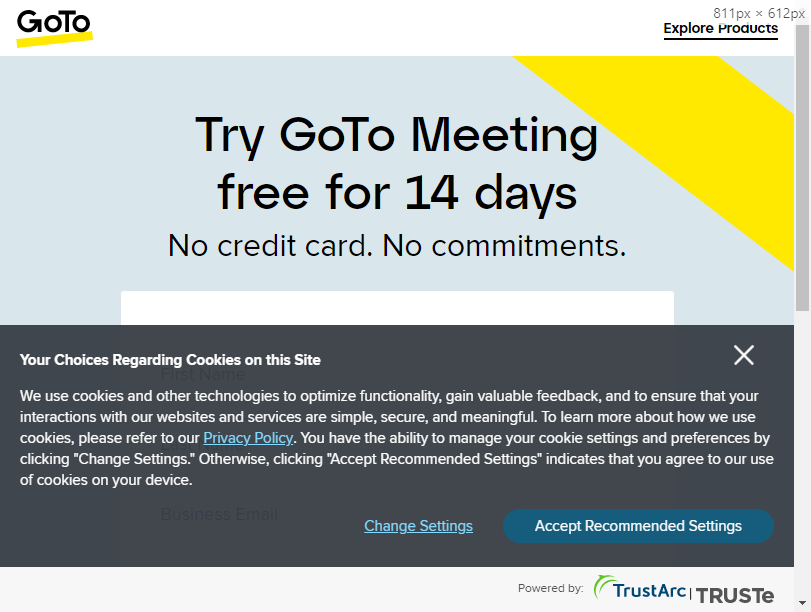 811px × 612px
GoTo
Explore Products
Try GoTo Meeting
free for 14 days
No credit card. No commitments.
Your Choices Regarding Cookies on this Site
First Name
We use cookies and other technologies to optimize functionality, gain valuable feedback, and to ensure that your
interactions with our websites and services are simple, secure, and meaningful. To learn more about how we use
cookies, please refer to our Privacy Policy. You have the ability to manage your cookie settings and preferences by
clicking "Change Settings." Otherwise, clicking "Accept Recommended Settings" indicates that you agree to our use
of cookies on your device.
Business Email
Change Settings
Accept Recommended Settings
Powered by:
TrustArc | TRUSTe